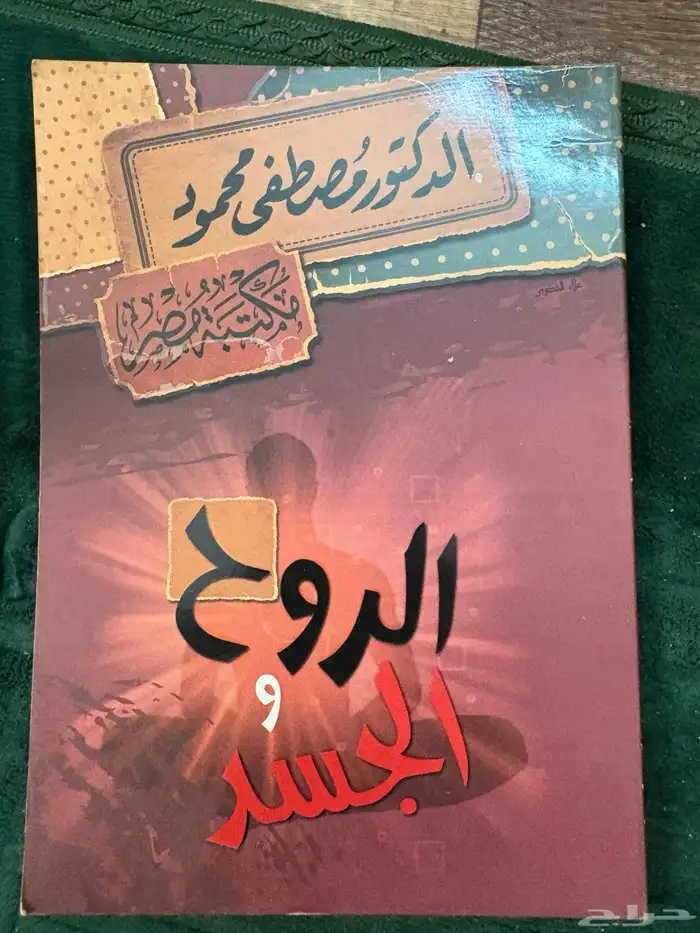 الدكتور مصطفى محمود
مكتبة مصر
الروح
و
الجسد
حراج